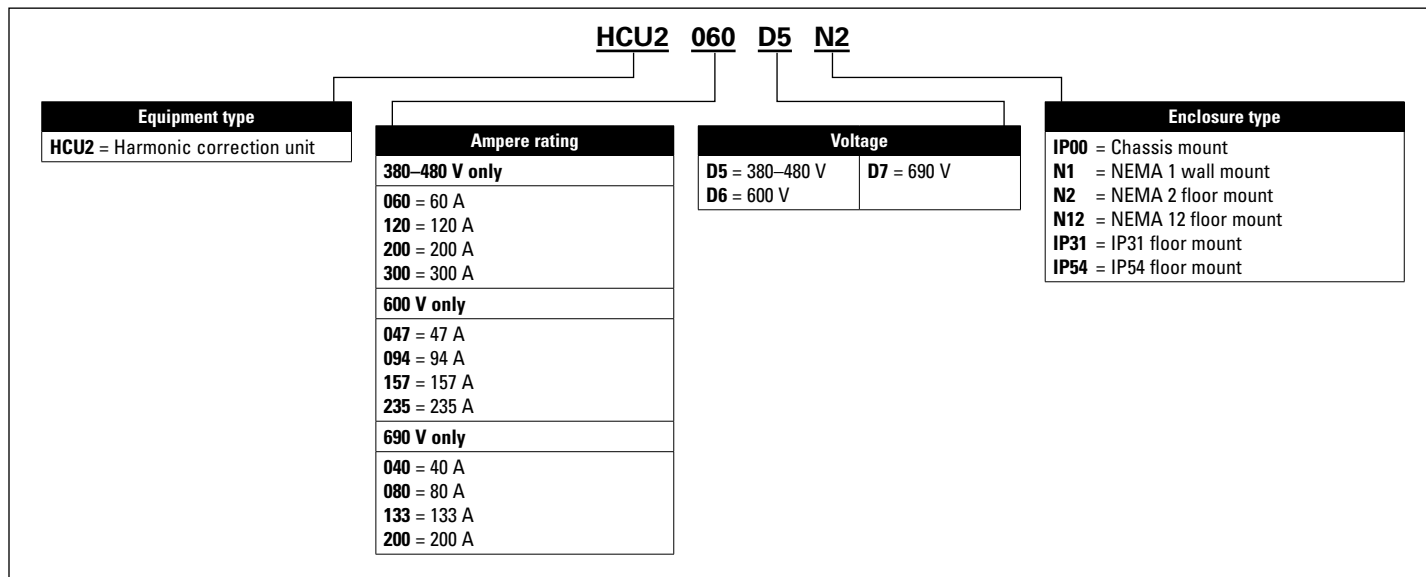 HCU2 060 D5 N2
Equipment type
HCU2 = Harmonic correction unit
Ampere rating
380–480 V only
060 = 60 A
120 = 120 A
200 = 200 A
300 = 300 A
600 V only
047 = 47 A
094 = 94 A
157 = 157 A
235 = 235 A
690 V only
040 = 40 A
080 = 80 A
133 = 133 A
200 = 200 A
Voltage
D5 = 380–480 V
D6 = 600 V
D7 = 690 V
Enclosure type
IP00 = Chassis mount
N1 = NEMA 1 wall mount
N2 = NEMA 2 floor mount
N12 = NEMA 12 floor mount
IP31 = IP31 floor mount
IP54 = IP54 floor mount